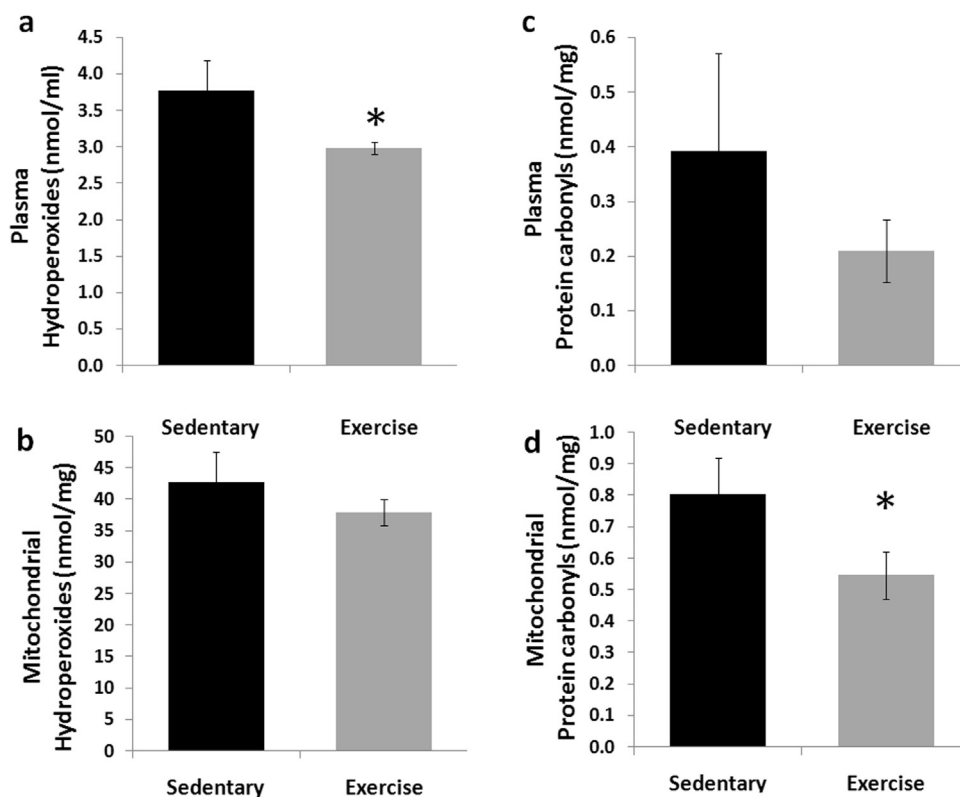 a
Plasma
Hydroperoxides (nmol/ml)
4.5
4.0
3.5
3.0
2.5
2.0
1.5
1.0
0.5
0.0
*
Sedentary Exercise
c
Plasma
Protein carbonyls (nmol/mg)
0.6
0.5
0.4
0.3
0.2
0.1
0.0
Sedentary Exercise
b
Mitochondrial
Hydroperoxides (nmol/mg)
50
45
40
35
30
25
20
15
10
5
0
Sedentary Exercise
d
Mitochondrial
Protein carbonyls (nmol/mg)
1.0
0.9
0.8
0.7
0.6
0.5
0.4
0.3
0.2
0.1
0.0
*
Sedentary Exercise